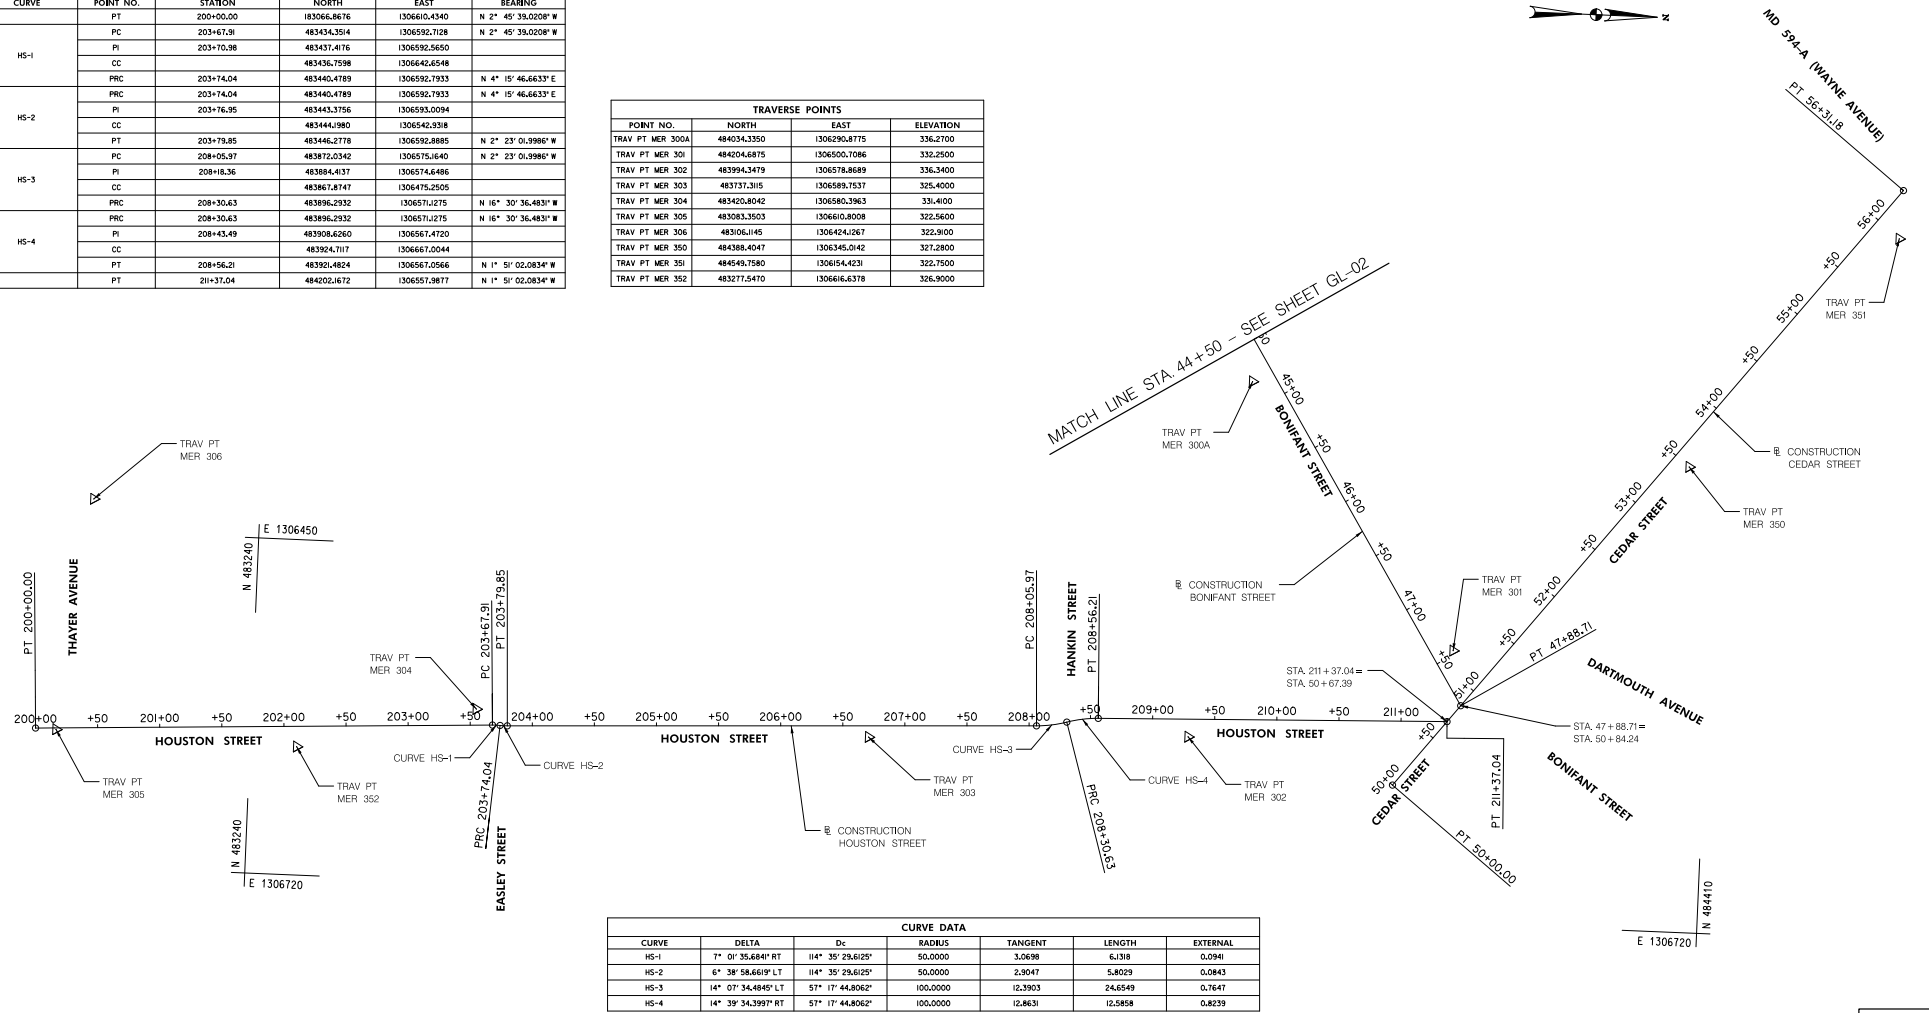 CURVE POINT NO. STATION NORTH EAST BEARING
PT 200+00.00 183066.8676 1306610.4340 N 2° 45' 39.0208" W
PC 203+67.91 483434.3514 1306592.7128 N 2° 45' 39.0208" W
HS-1 PI 203+70.98 483437.4176 1306592.5650
CC 483436.7598 1306642.6548
PRC 203+74.04 483440.4789 1306592.7933 N 4° 15' 46.6633" E
PRC 203+74.04 483440.4789 1306592.7933 N 4° 15' 46.6633" E
HS-2 PI 203+76.95 483443.3756 1306593.0094
CC 483444.1980 1306542.9318
PT 203+79.85 483446.2778 1306592.8885 N 2° 23' 01.9986" W
PC 208+05.97 483872.0342 1306575.1640 N 2° 23' 01.9986" W
HS-3 PI 208+18.36 483884.4137 1306574.6486
CC 483867.8747 1306475.2505
PRC 208+30.63 483896.2932 1306571.1275 N 16° 30' 36.4831" W
PRC 208+30.63 483896.2932 1306571.1275 N 16° 30' 36.4831" W
HS-4 PI 208+43.49 483908.6260 1306567.4720
CC 483924.7117 1306667.0044
PT 208+56.21 483921.4824 1306567.0566 N 1° 51' 02.0834" W
PT 211+37.04 484202.1672 1306557.9877 N 1° 51' 02.0834" W
TRAVERSE POINTS
POINT NO. NORTH EAST ELEVATION
TRAV PT MER 300A 484034.3350 1306290.8775 336.2700
TRAV PT MER 301 484204.6875 1306500.7086 332.2500
TRAV PT MER 302 483994.3479 1306578.8689 336.3400
TRAV PT MER 303 483737.3115 1306589.7537 325.4000
TRAV PT MER 304 483420.8042 1306580.3963 331.4100
TRAV PT MER 305 483083.3503 1306610.8008 322.5600
TRAV PT MER 306 483106.1145 1306424.1267 322.9100
TRAV PT MER 350 484388.4047 1306345.0142 327.2800
TRAV PT MER 351 484549.7580 1306154.4231 322.7500
TRAV PT MER 352 483277.5470 1306616.6378 326.9000
N
MD 594-A (WAYNE AVENUE)
PT 56+31.18
56+00
+50
55+00
+50
54+00
+50
53+00
+50
52+00
+50
51+00
+50
50+00
TRAV PT
MER 351
MATCH LINE STA. 44+50 - SEE SHEET GL-02
50
45+00
+50
46+00
+50
47+00
+50
BONIFANT STREET
TRAV PT
MER 300A
℄ CONSTRUCTION
CEDAR STREET
TRAV PT
MER 350
CEDAR STREET
℄ CONSTRUCTION
BONIFANT STREET
TRAV PT
MER 301
PT 47+88.71
DARTMOUTH AVENUE
STA. 211+37.04=
STA. 50+67.39
STA. 47+88.71=
STA. 50+84.24
BONIFANT STREET
CEDAR STREET
PT 211+37.04
PT 50+00.00
TRAV PT
MER 306
E 1306450
N 483240
THAYER AVENUE
PT 200+00.00
TRAV PT
MER 304
PC 203+67.91
PT 203+79.85
PC 208+05.97
HANKIN STREET
PT 208+56.21
200+00 +50 201+00 +50 202+00 +50 203+00 +50 204+00 +50 205+00 +50 206+00 +50 207+00 +50 208+00 +50 209+00 +50 210+00 +50 211+00
HOUSTON STREET
HOUSTON STREET
HOUSTON STREET
CURVE HS-1
CURVE HS-2
CURVE HS-3
CURVE HS-4
TRAV PT
MER 305
TRAV PT
MER 352
TRAV PT
MER 303
TRAV PT
MER 302
PRC 203+74.04
EASLEY STREET
℄ CONSTRUCTION
HOUSTON STREET
PRC 208+30.63
N 483240
E 1306720
N 484410
E 1306720
CURVE DATA
CURVE DELTA Dc RADIUS TANGENT LENGTH EXTERNAL
HS-1 7° 01' 35.6841" RT 114° 35' 29.6125" 50.0000 3.0698 6.1318 0.0941
HS-2 6° 38' 58.6619" LT 114° 35' 29.6125" 50.0000 2.9047 5.8029 0.0843
HS-3 14° 07' 34.4845" LT 57° 17' 44.8062" 100.0000 12.3903 24.6549 0.7647
HS-4 14° 39' 34.3997" RT 57° 17' 44.8062" 100.0000 12.8631 12.5858 0.8239